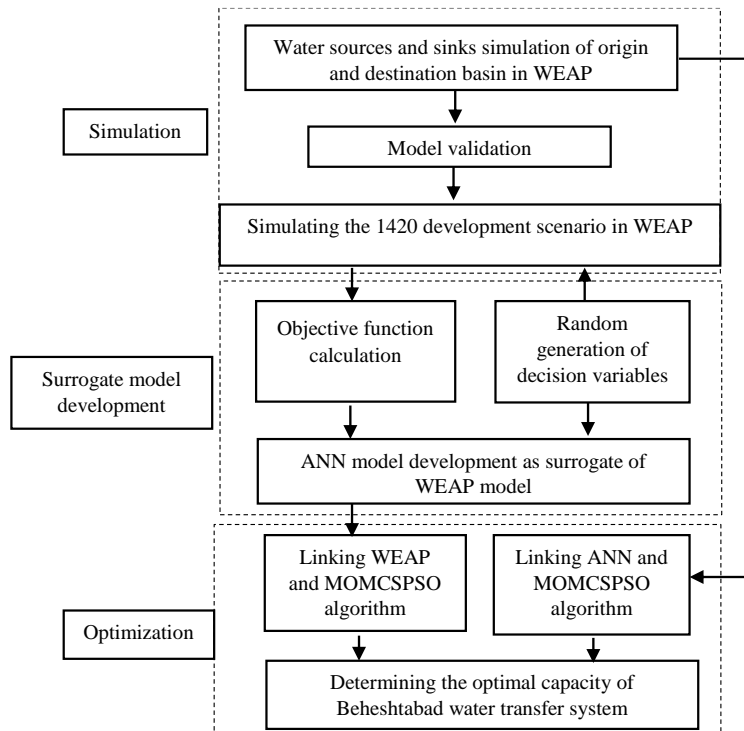 Water sources and sinks simulation of origin
and destination basin in WEAP
Simulation
Model validation
Simulating the 1420 development scenario in WEAP
Objective function
calculation
Random
generation of
decision variables
Surrogate model
development
ANN model development as surrogate of
WEAP model
Linking WEAP
and MOMCSPSO
algorithm
Linking ANN and
MOMCSPSO
algorithm
Optimization
Determining the optimal capacity of
Beheshtabad water transfer system